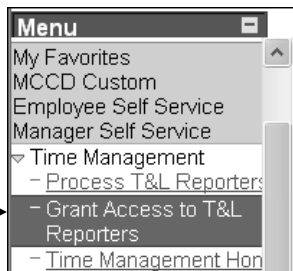 Menu
My Favorites
MCCD Custom
Employee Self Service
Manager Self Service
Time Management
- Process T&L Reporters
- Grant Access to T&L
Reporters
- Time Management